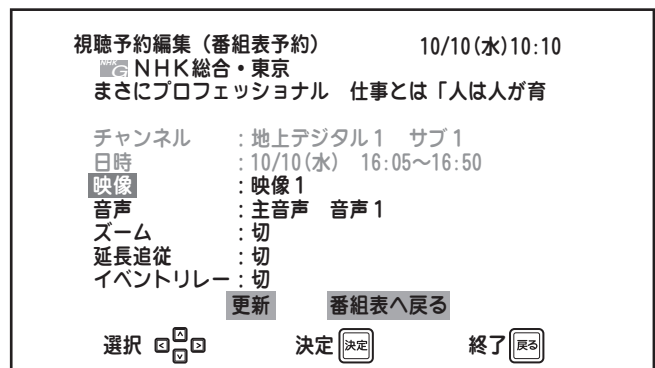 視聴予約編集（番組表予約） 10/10(水)10:10
NHK G NHK総合・東京
まさにプロフェッショナル 仕事とは「人は人が育
チャンネル ：地上デジタル1 サブ1
日時 ：10/10(水) 16:05～16:50
映像 ：映像1
音声 ：主音声 音声1
ズーム ：切
延長追従 ：切
イベントリレー：切
更新 番組表へ戻る
選択 決定 決定 終了 戻る